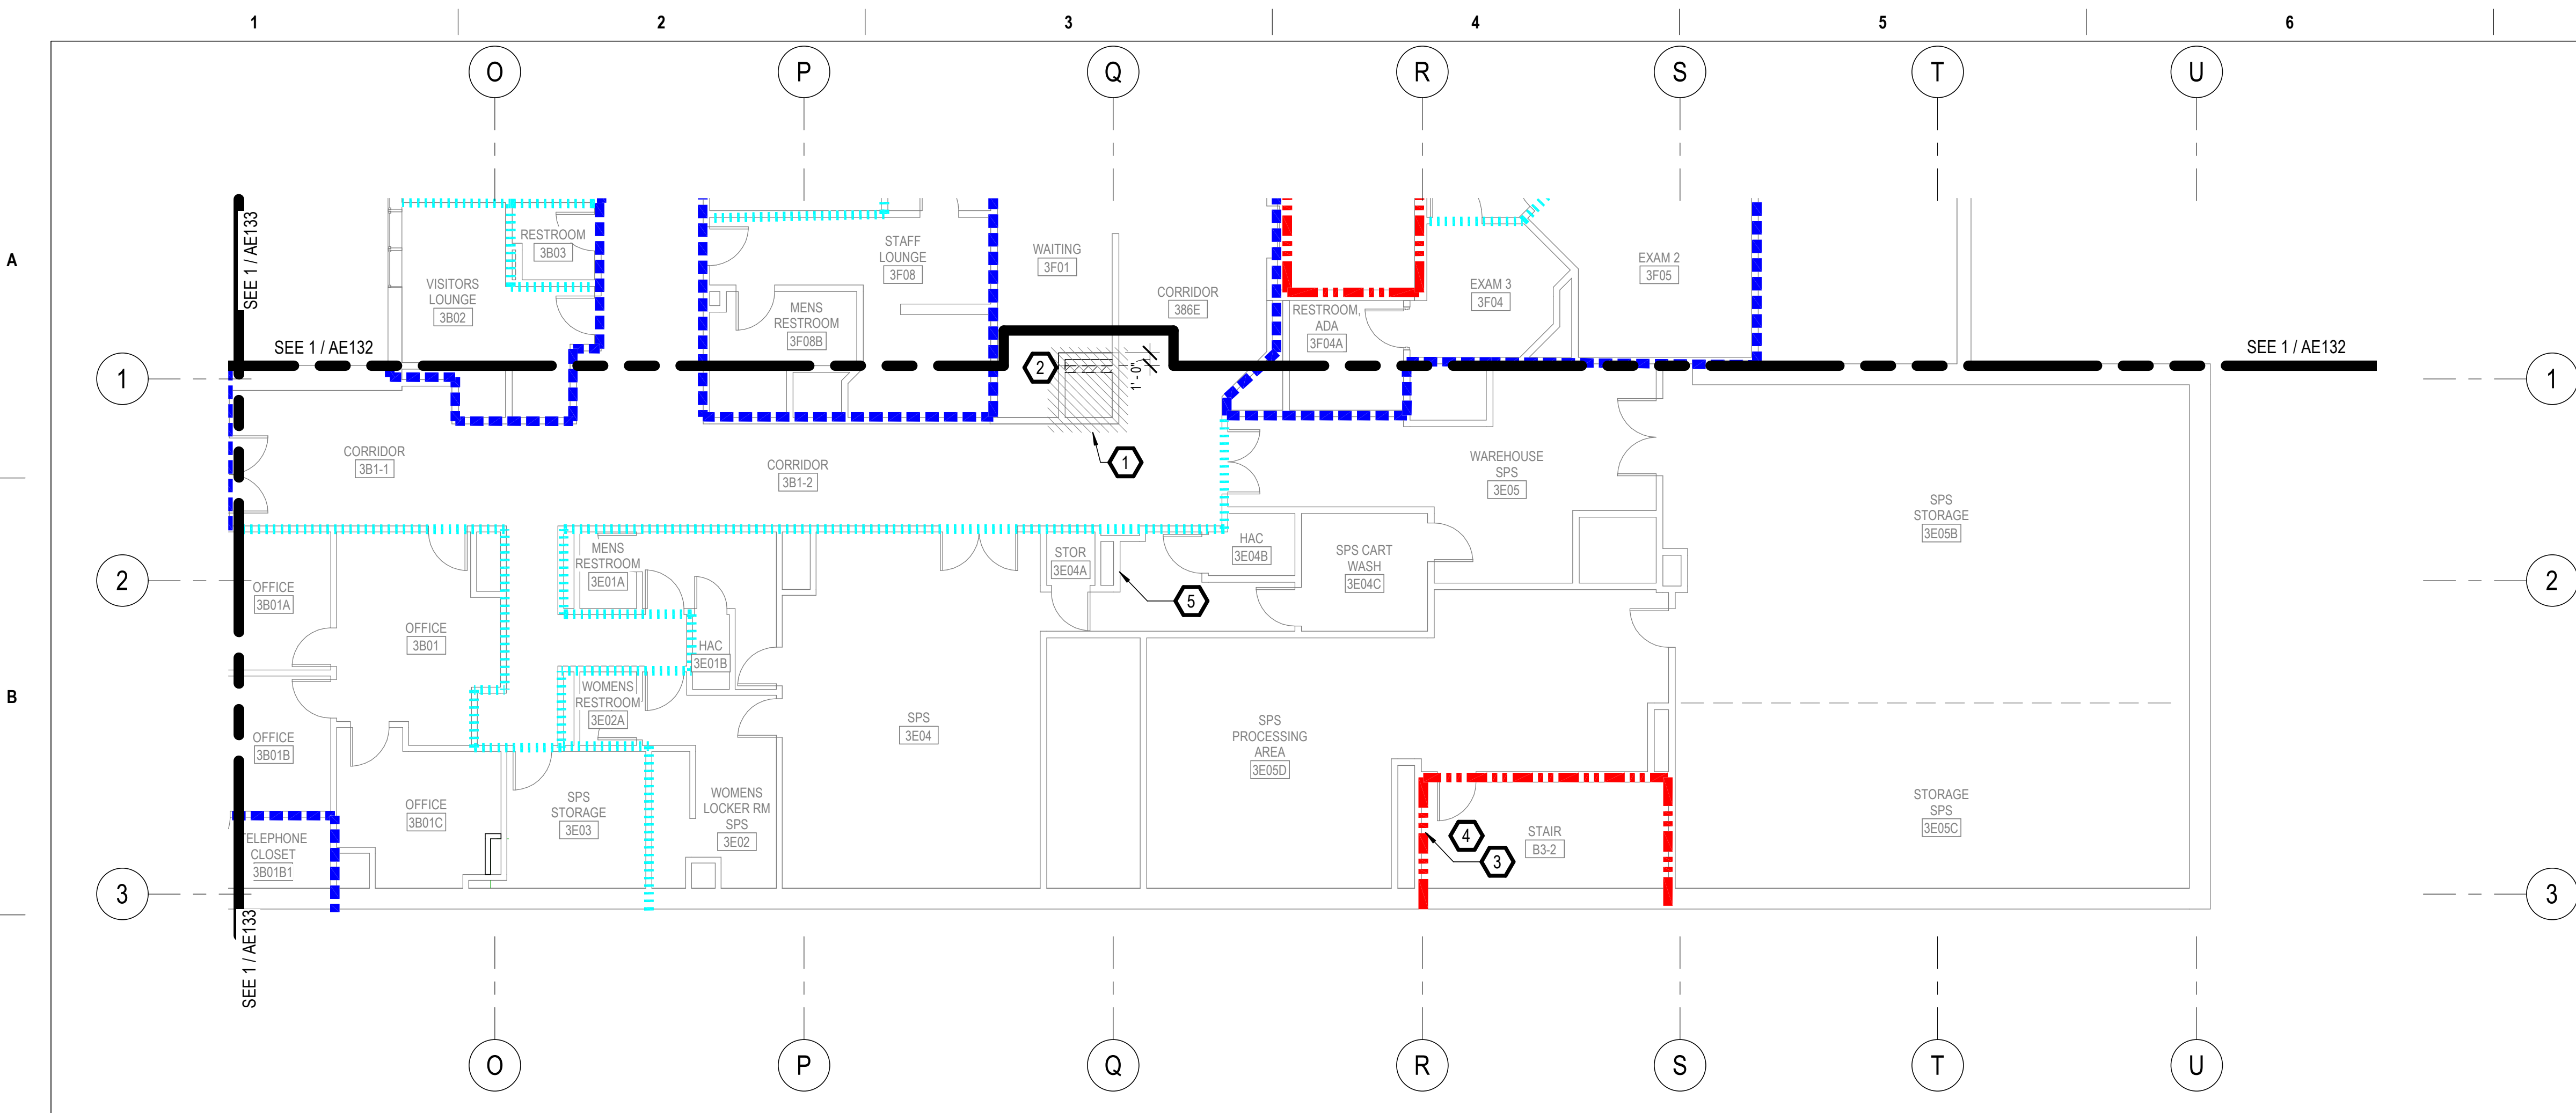 1 2 3 4 5 6
O P Q R S T U
A
B
SEE 1 / AE133
RESTROOM
3B03
VISITORS
LOUNGE
3B02
STAFF
LOUNGE
3F08
MENS
RESTROOM
3F08B
WAITING
3F01
CORRIDOR
386E
RESTROOM,
ADA
3F04A
EXAM 3
3F04
EXAM 2
3F05
SEE 1 / AE132
SEE 1 / AE132
1
1
2
1' - 0"
1
CORRIDOR
3B1-1
CORRIDOR
3B1-2
WAREHOUSE
SPS
3E05
SPS
STORAGE
3E05B
MENS
RESTROOM
3E01A
STOR
3E04A
HAC
3E04B
SPS CART
WASH
3E04C
2
2
5
OFFICE
3B01A
OFFICE
3B01
HAC
3E01B
WOMENS
RESTROOM
3E02A
SPS
3E04
SPS
PROCESSING
AREA
3E05D
OFFICE
3B01B
OFFICE
3B01C
SPS
STORAGE
3E03
WOMENS
LOCKER RM
SPS
3E02
STORAGE
SPS
3E05C
4
3
STAIR
B3-2
ELEPHONE
CLOSET
3B01B1
3
3
SEE 1 / AE133
O P Q R S T U